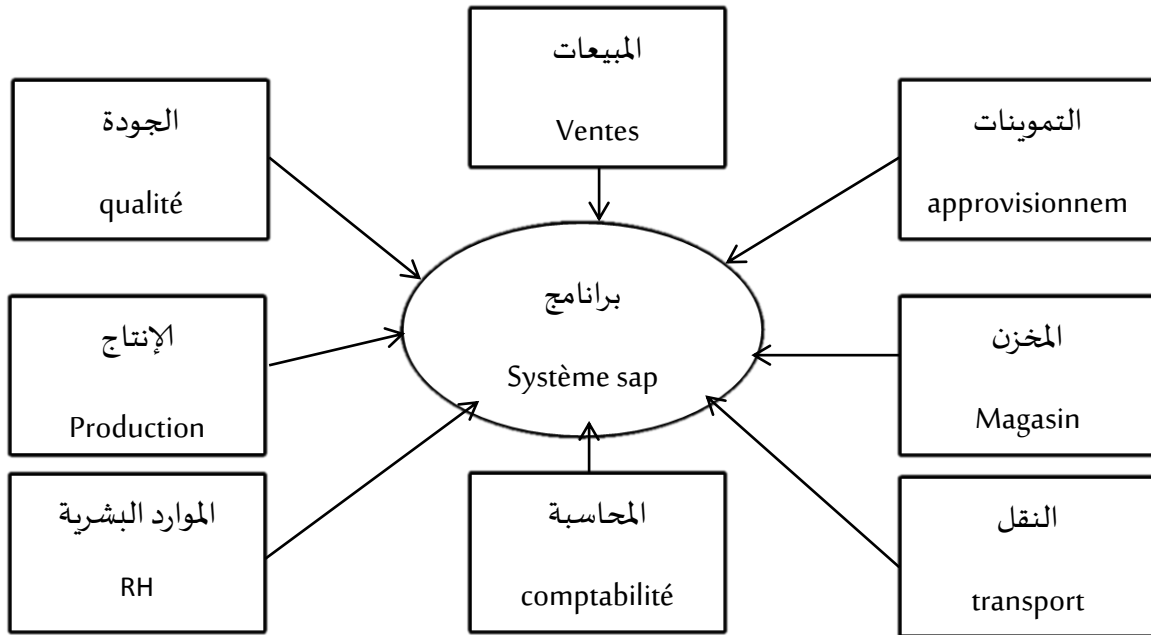 المبيعات
Ventes
الجودة
qualité
التموينات
approvisionnem
برانامج
Système sap
الإنتاج
Production
المخزن
Magasin
الموارد البشرية
RH
المحاسبة
comptabilité
النقل
transport